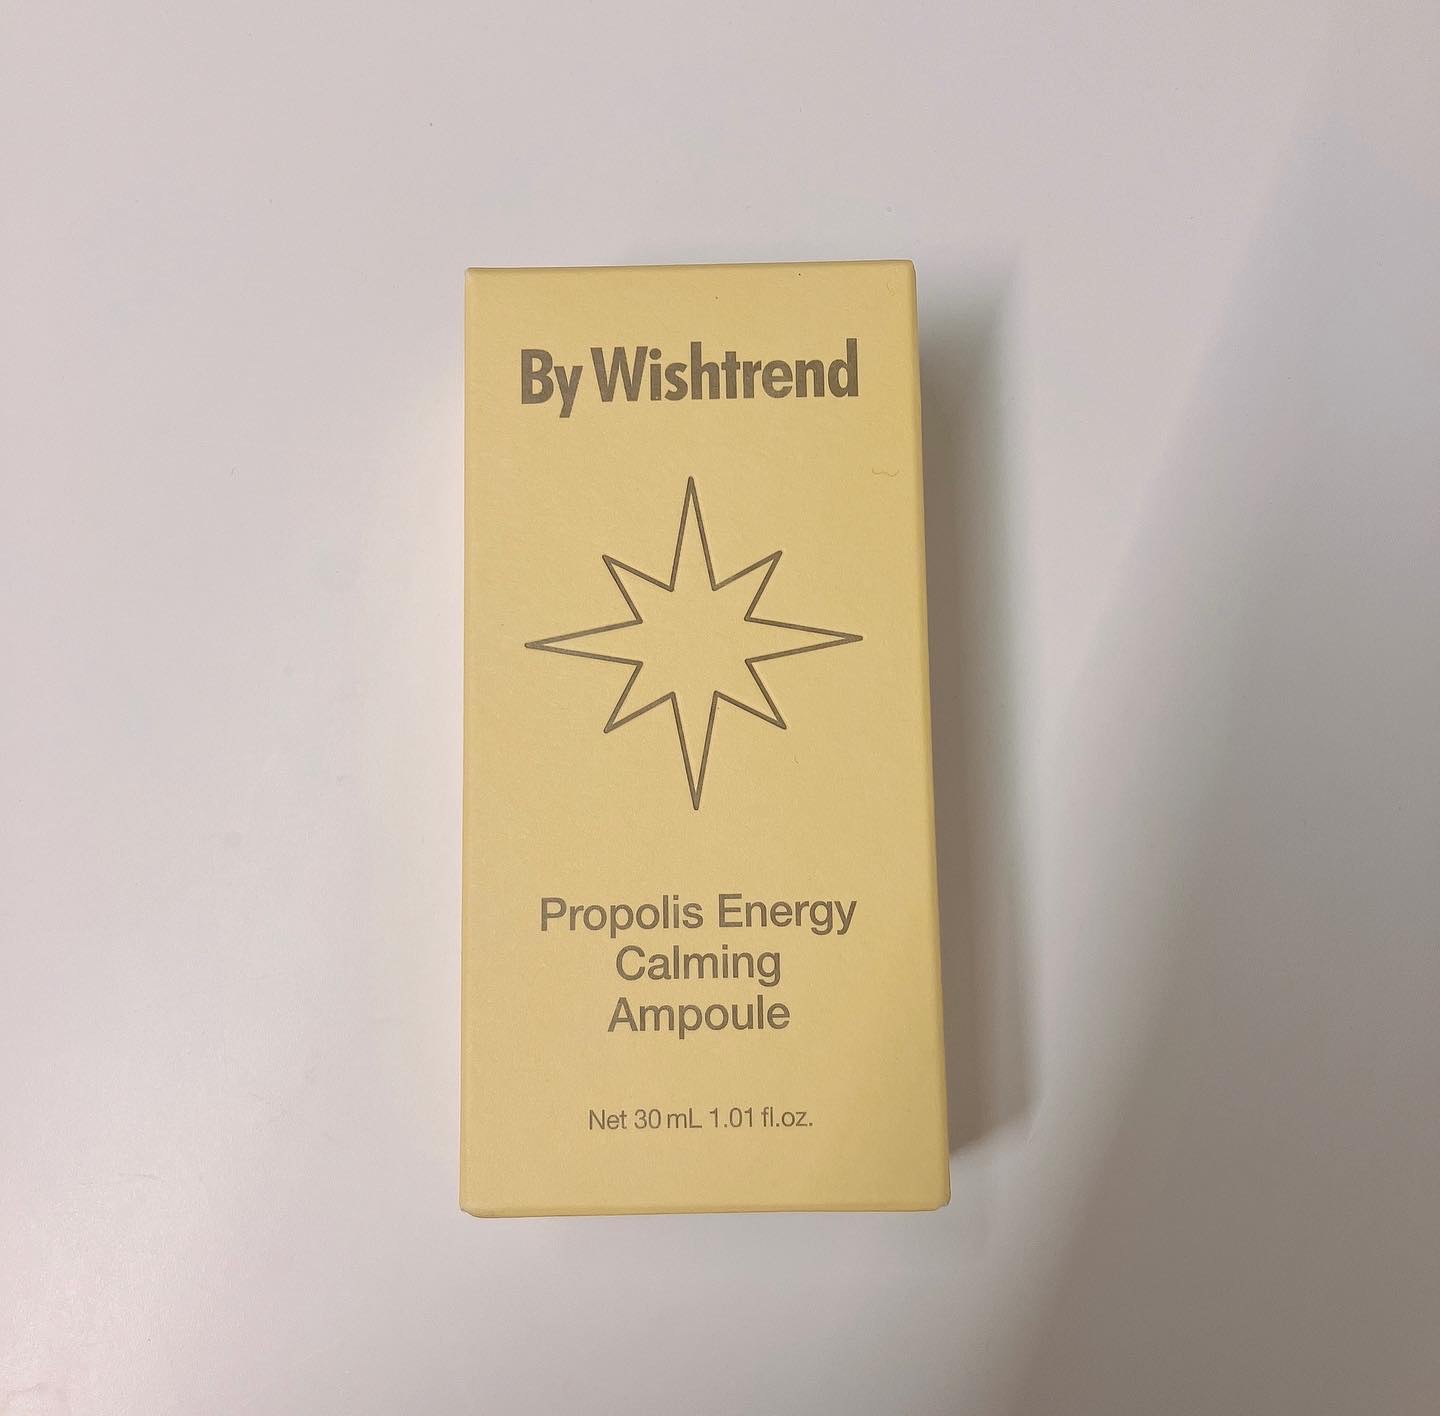 By Wishtrend
Propolis Energy
Calming
Ampoule
Net 30 mL 1.01 fl.oz.